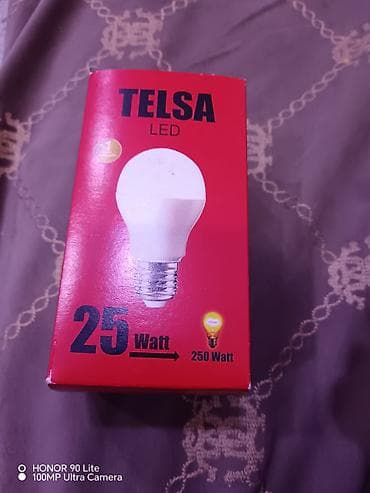 TELSA
LED
25 Watt
250 Watt
HONOR 90 Lite
100MP Ultra Camera